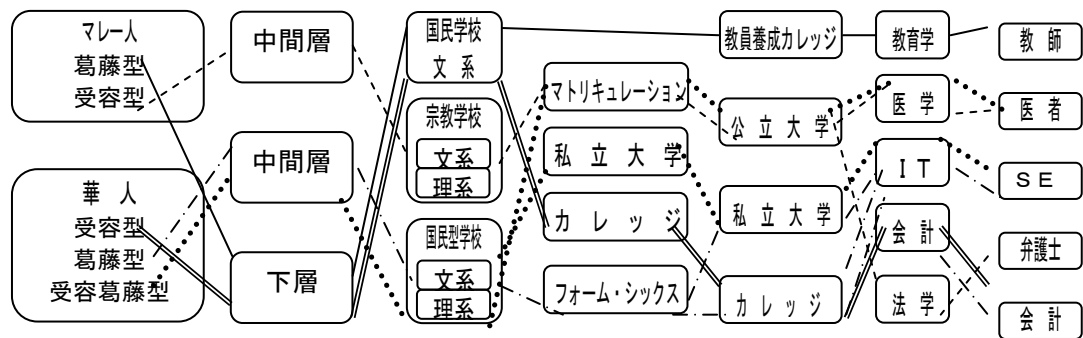 マレー人
葛藤型
受容型
華人
受容型
葛藤型
受容葛藤型
中間層
中間層
下層
国民学校
文系
宗教学校
文系
理系
国民型学校
文系
理系
マトリキュレーション
私立大学
カレッジ
フォーム・シックス
教員養成カレッジ
公立大学
私立大学
カレッジ
教育学
医学
IT
会計
法学
教師
医者
SE
弁護士
会計